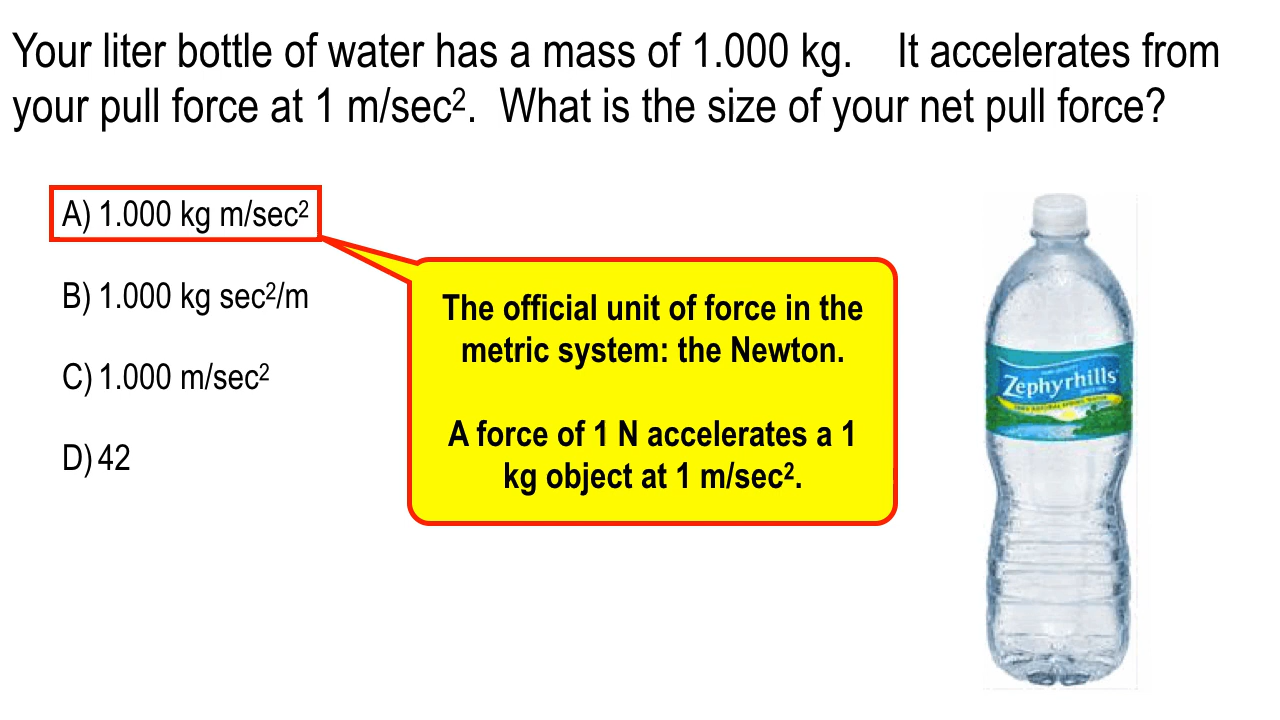 Your liter bottle of water has a mass of 1.000 kg. It accelerates from
your pull force at 1 m/sec². What is the size of your net pull force?
A) 1.000 kg m/sec²
B) 1.000 kg sec²/m
C) 1.000 m/sec²
D) 42
The official unit of force in the
metric system: the Newton.
A force of 1 N accelerates a 1
kg object at 1 m/sec².
Zephyrhills